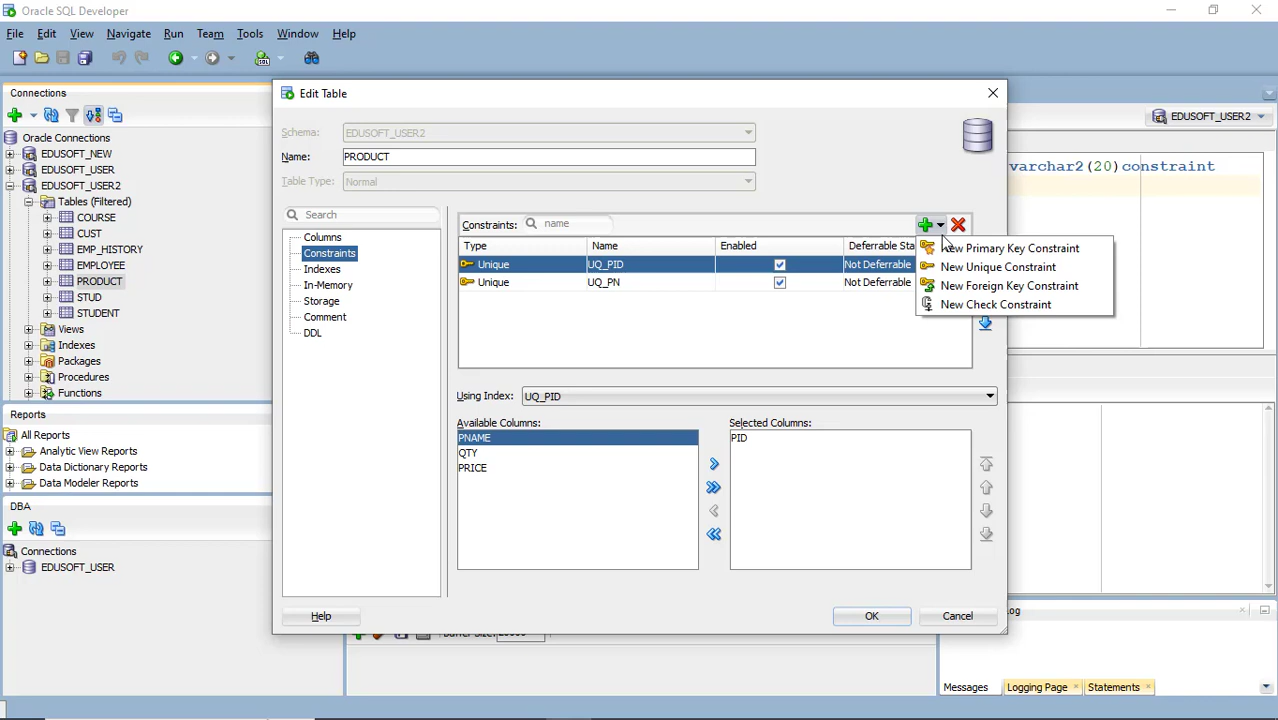 Oracle SQL Developer
File Edit View Navigate Run Team Tools Window Help
Connections
Oracle Connections
EDUSOFT_NEW
EDUSOFT_USER
EDUSOFT_USER2
Tables (Filtered)
COURSE
CUST
EMP_HISTORY
EMPLOYEE
PRODUCT
STUD
STUDENT
Views
Indexes
Packages
Procedures
Functions
Reports
All Reports
Analytic View Reports
Data Dictionary Reports
Data Modeler Reports
DBA
Connections
EDUSOFT_USER
Edit Table
Schema: EDUSOFT_USER2
Name: PRODUCT
Table Type: Normal
Search
Columns
Constraints
Indexes
In-Memory
Storage
Comment
DDL
Constraints: name
Type Name Enabled Deferrable Sta
Unique UQ_PID Not Deferrable
Unique UQ_PN Not Deferrable
New Primary Key Constraint
New Unique Constraint
New Foreign Key Constraint
New Check Constraint
Using Index: UQ_PID
Available Columns:
PNAME
QTY
PRICE
Selected Columns:
PID
Help OK Cancel
EDUSOFT_USER2
varchar2(20)constraint
Messages Logging Page Statements